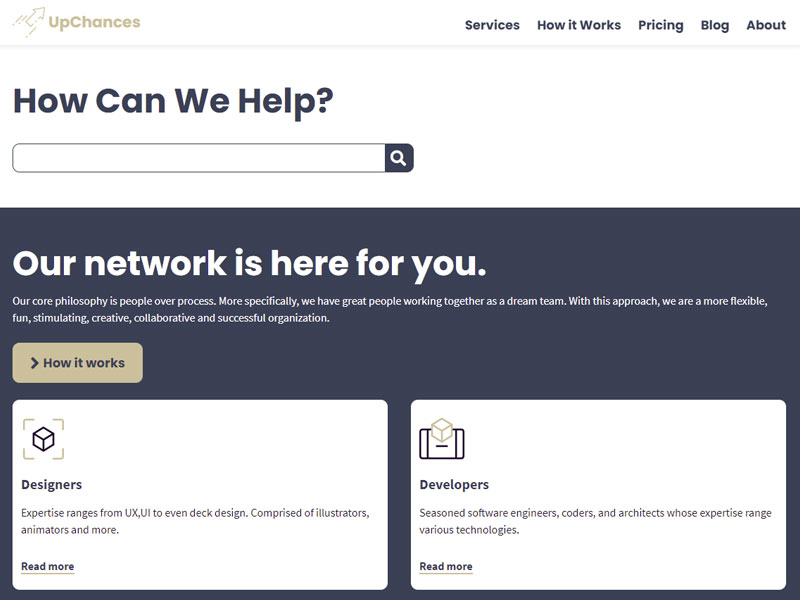 UpChances
Services How it Works Pricing Blog About
How Can We Help?
Our network is here for you.
Our core philosophy is people over process. More specifically, we have great people working together as a dream team. With this approach, we are a more flexible,
fun, stimulating, creative, collaborative and successful organization.
How it works
Designers
Expertise ranges from UX,UI to even deck design. Comprised of illustrators,
animators and more.
Read more
Developers
Seasoned software engineers, coders, and architects whose expertise range
various technologies.
Read more